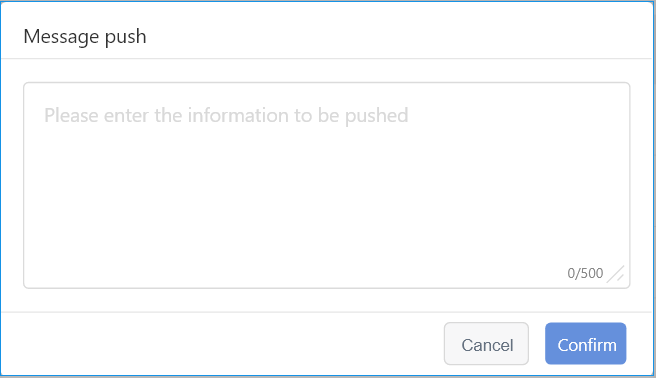 Message push
Please enter the information to be pushed
0/500
Cancel
Confirm